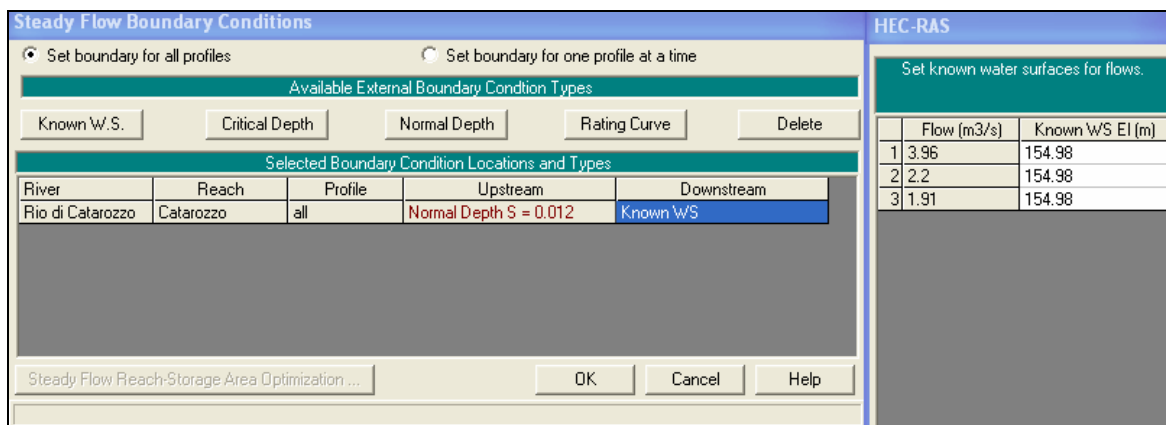 Steady Flow Boundary Conditions
Set boundary for all profiles Set boundary for one profile at a time
Available External Boundary Condtion Types
Known W.S. Critical Depth Normal Depth Rating Curve Delete
Selected Boundary Condition Locations and Types
River Reach Profile Upstream Downstream
Rio di Catarozzo Catarozzo all Normal Depth S = 0.012 Known WS
Steady Flow Reach-Storage Area Optimization ... OK Cancel Help
HEC-RAS
Set known water surfaces for flows.
Flow (m3/s) Known WS El (m)
1 3.96 154.98
2 2.2 154.98
3 1.91 154.98